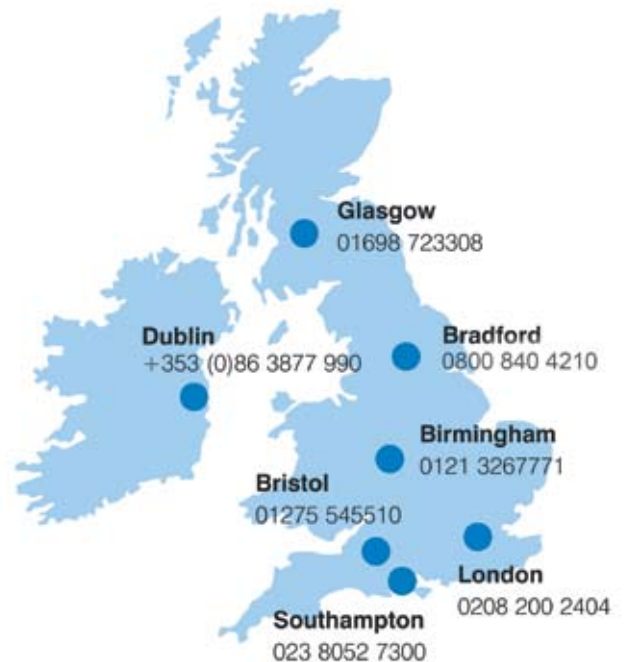 Glasgow
01698 723308
Dublin
+353 (0)86 3877 990
Bradford
0800 840 4210
Birmingham
0121 3267771
Bristol
01275 545510
London
0208 200 2404
Southampton
023 8052 7300